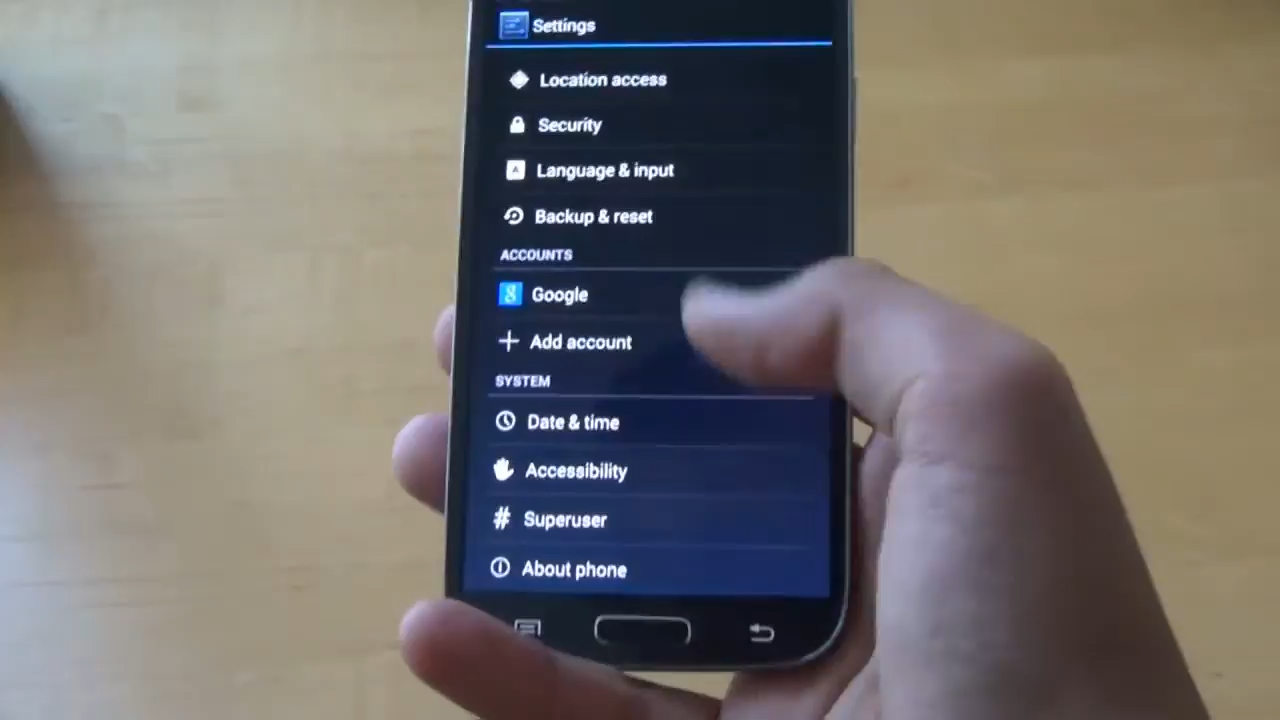 Settings
Location access
Security
A
Language & input
Backup & reset
ACCOUNTS
g Google
Add account
SYSTEM
Date & time
Accessibility
# Superuser
About phone